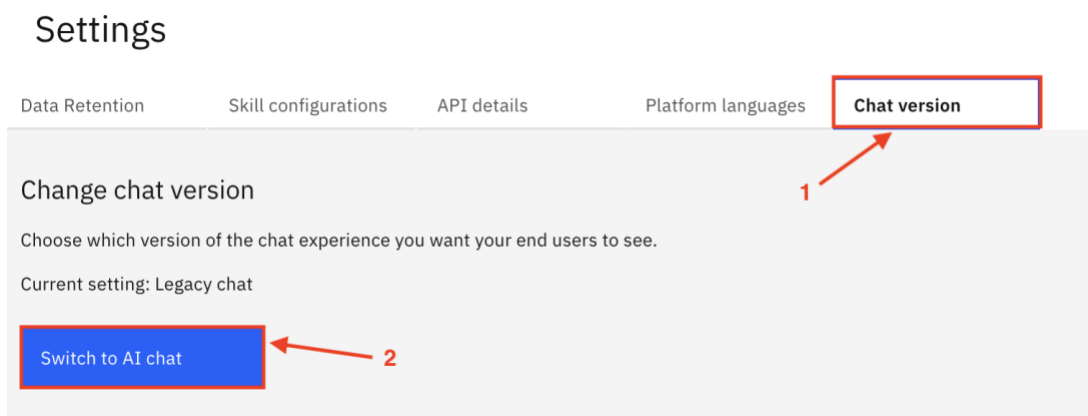 Settings
Data Retention Skill configurations API details Platform languages Chat version
1
Change chat version
Choose which version of the chat experience you want your end users to see.
Current setting: Legacy chat
Switch to AI chat 2